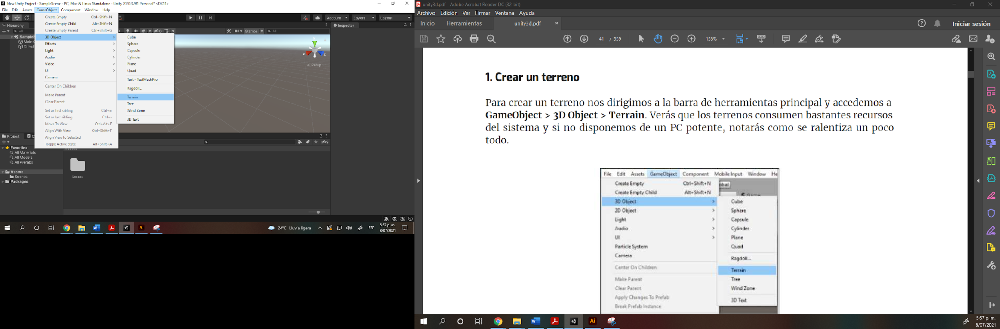 New Unity Project - SampleScene - PC, Mac & Linux Standalone - Unity 2020.3.9f1 Personal* <DX11>
File Edit Assets GameObject Component Window Help
Account Layers Layout
Create Empty Ctrl+Shift+N
Create Empty Child Alt+Shift+N
Create Empty Parent Ctrl+Shift+G
3D Object
Effects
Light
Audio
Video
UI
Camera
Center On Children
Make Parent
Clear Parent
Set as first sibling Ctrl+=
Set as last sibling Ctrl+-
Move To View Ctrl+Alt+F
Align With View Ctrl+Shift+F
Align View to Selected
Toggle Active State Alt+Shift+A
Cube
Sphere
Capsule
Cylinder
Plane
Quad
Text - TextMeshPro
Ragdoll...
Terrain
Tree
Wind Zone
3D Text
Hierarchy
All
SampleS
Main
Direct
Gizmos All
Inspector
x z
Persp
Project
9
Favorites
All Materials
All Models
All Prefabs
Assets
Scenes
Packages
Assets
Scenes
24°C Lluvia ligera ESP 5:57 p. m.
8/07/2021
unity3d.pdf Adobe Acrobat Reader DC (32 bit)
Archivo Edición Ver Firmar Ventana Ayuda
Inicio Herramientas unity3d.pdf Iniciar sesión
41 / 559 153%
1. Crear un terreno
Para crear un terreno nos dirigimos a la barra de herramientas principal y accedemos a
GameObject > 3D Object > Terrain. Verás que los terrenos consumen bastantes recursos
del sistema y si no disponemos de un PC potente, notarás como se ralentiza un poco
todo.
File Edit Assets GameObject Component Mobile Input Window He
Create Empty Ctrl+Shift+N
Create Empty Child Alt+Shift+N
3D Object
2D Object
Light
Audio
UI
Particle System
Camera
Center On Children
Make Parent
Clear Parent
Apply Changes To Prefab
Break Prefab Instance
obal
Game
Cube
Sphere
Capsule
Cylinder
Plane
Quad
Ragdoll...
Terrain
Tree
Wind Zone
3D Text
5:57 p. m.
8/07/2021